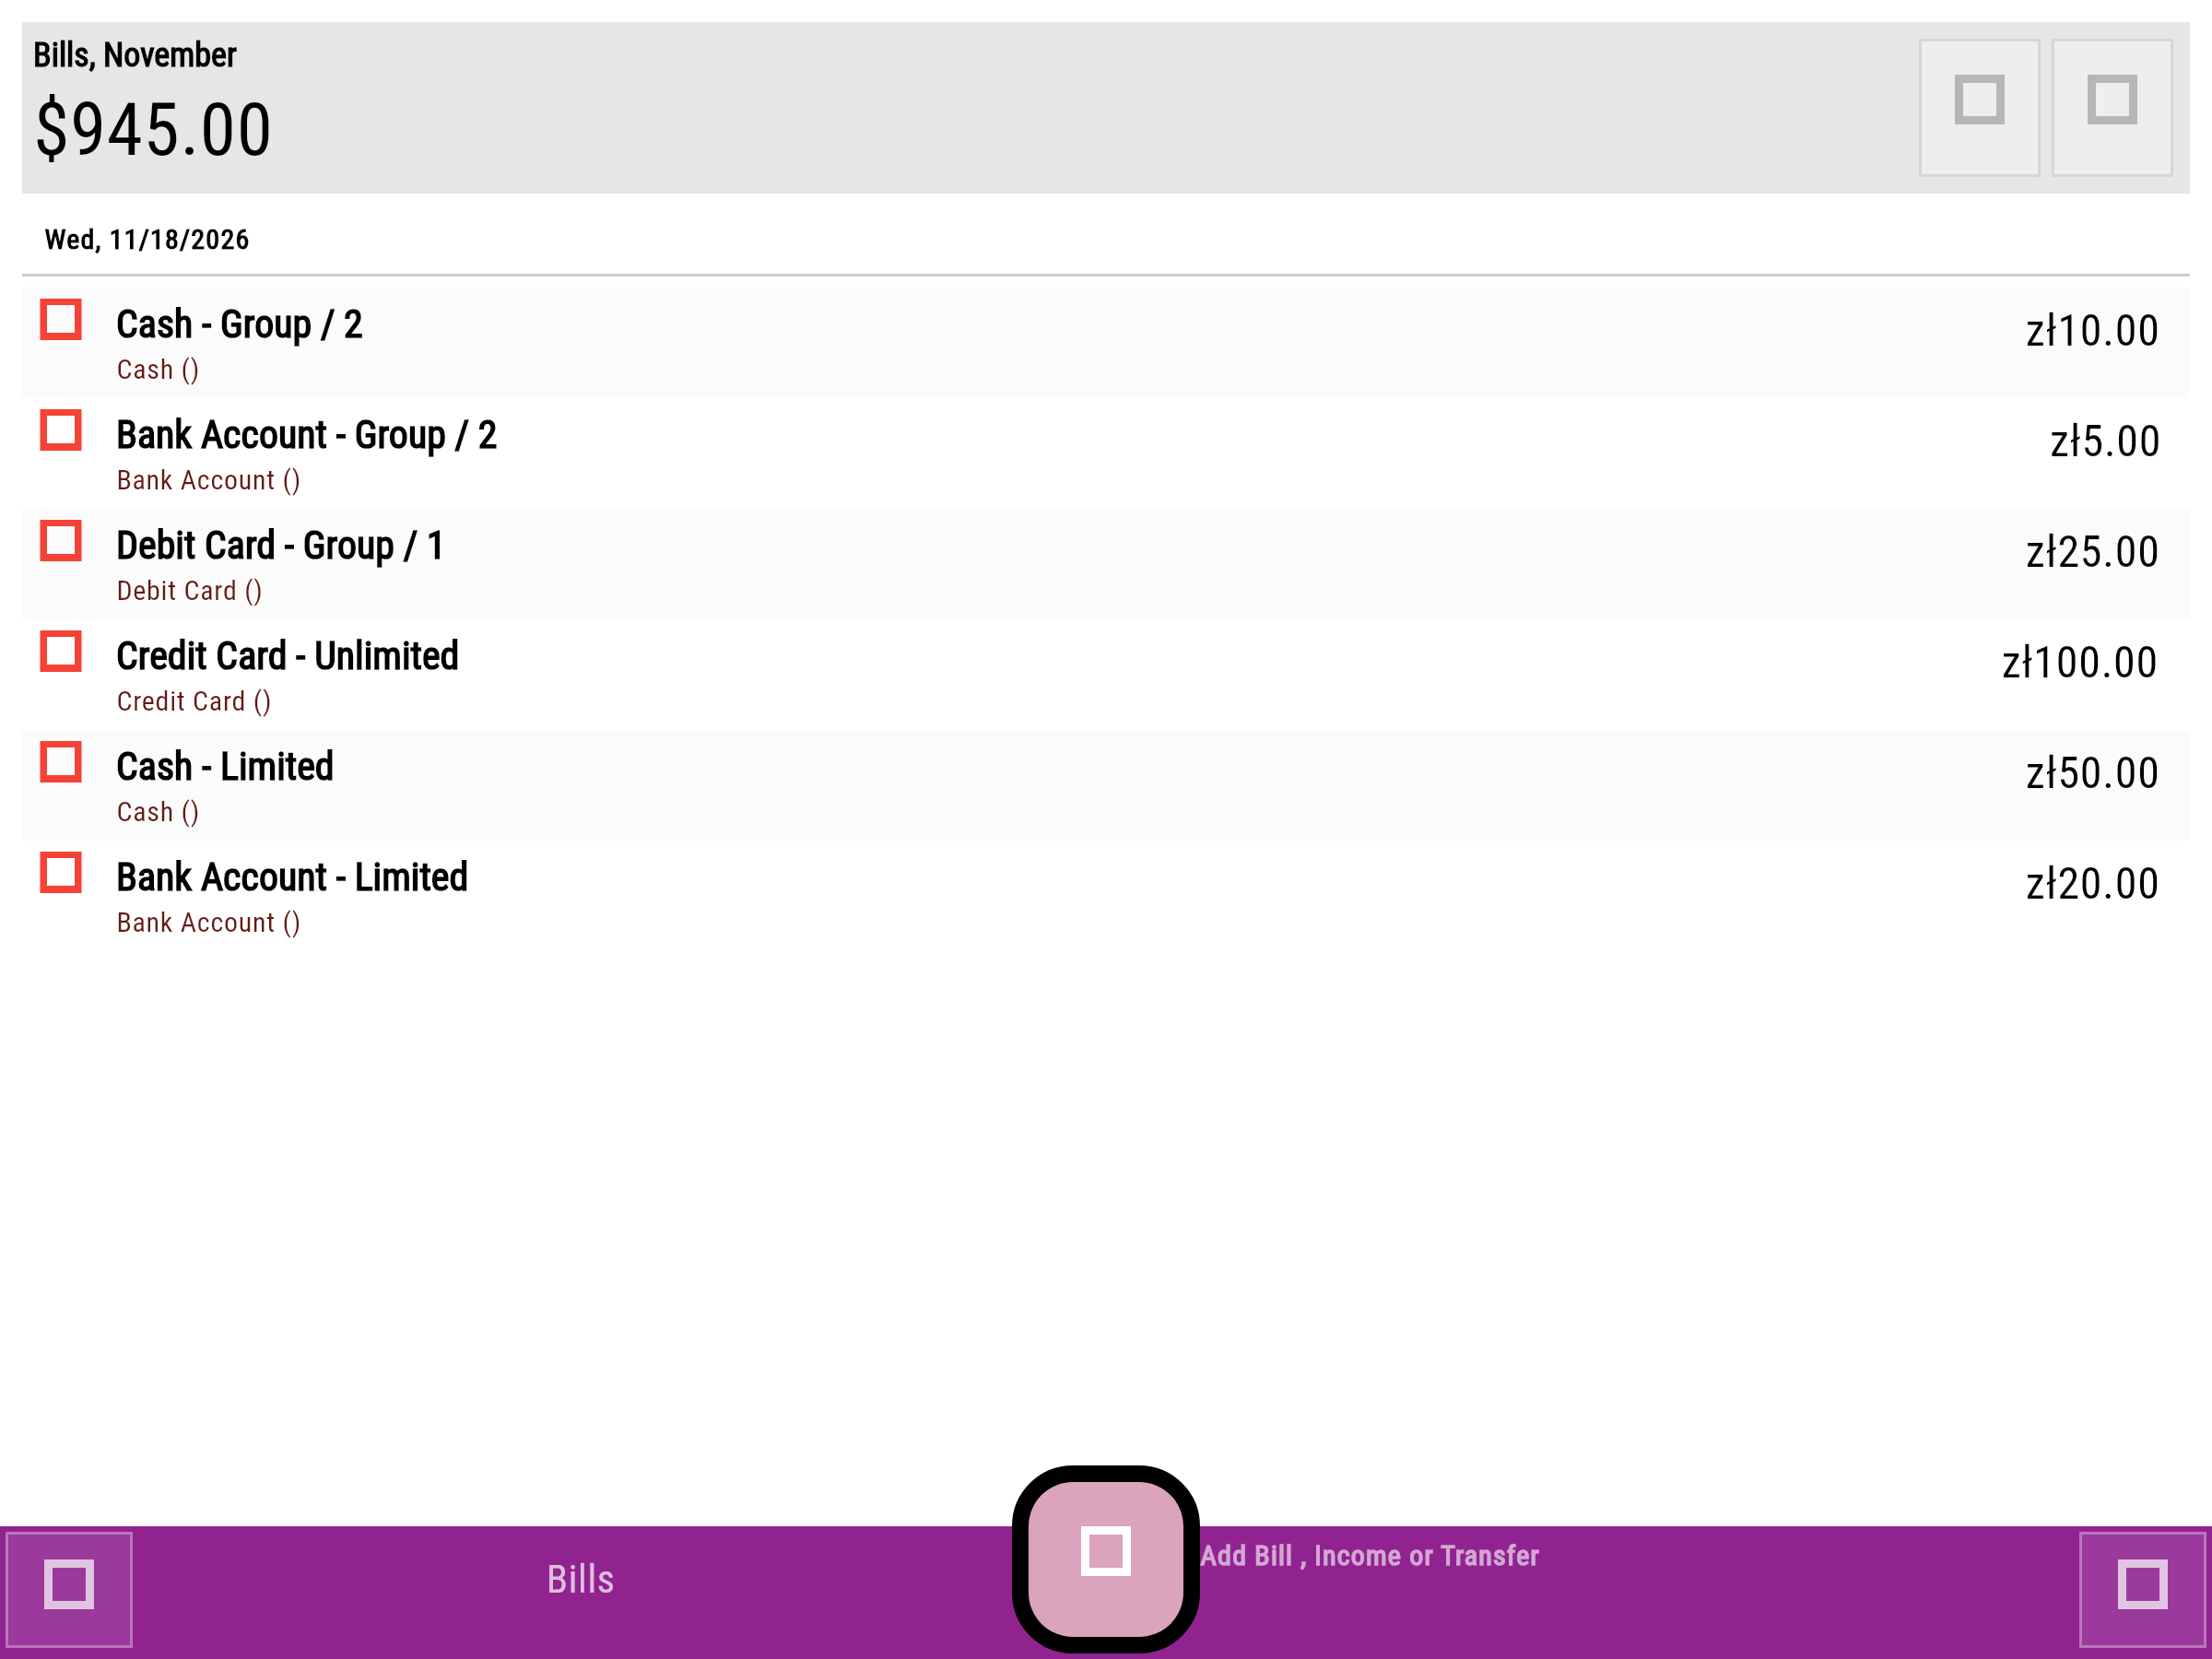 Bills, November
$945.00
Wed, 11/18/2026
Cash - Group / 2
zł10.00
Cash ()
Bank Account - Group / 2
zł5.00
Bank Account ()
Debit Card - Group / 1
zł25.00
Debit Card ()
Credit Card - Unlimited
zł100.00
Credit Card ()
Cash - Limited
zł50.00
Cash ()
Bank Account - Limited
zł20.00
Bank Account ()
Add Bill , Income or Transfer
Bills